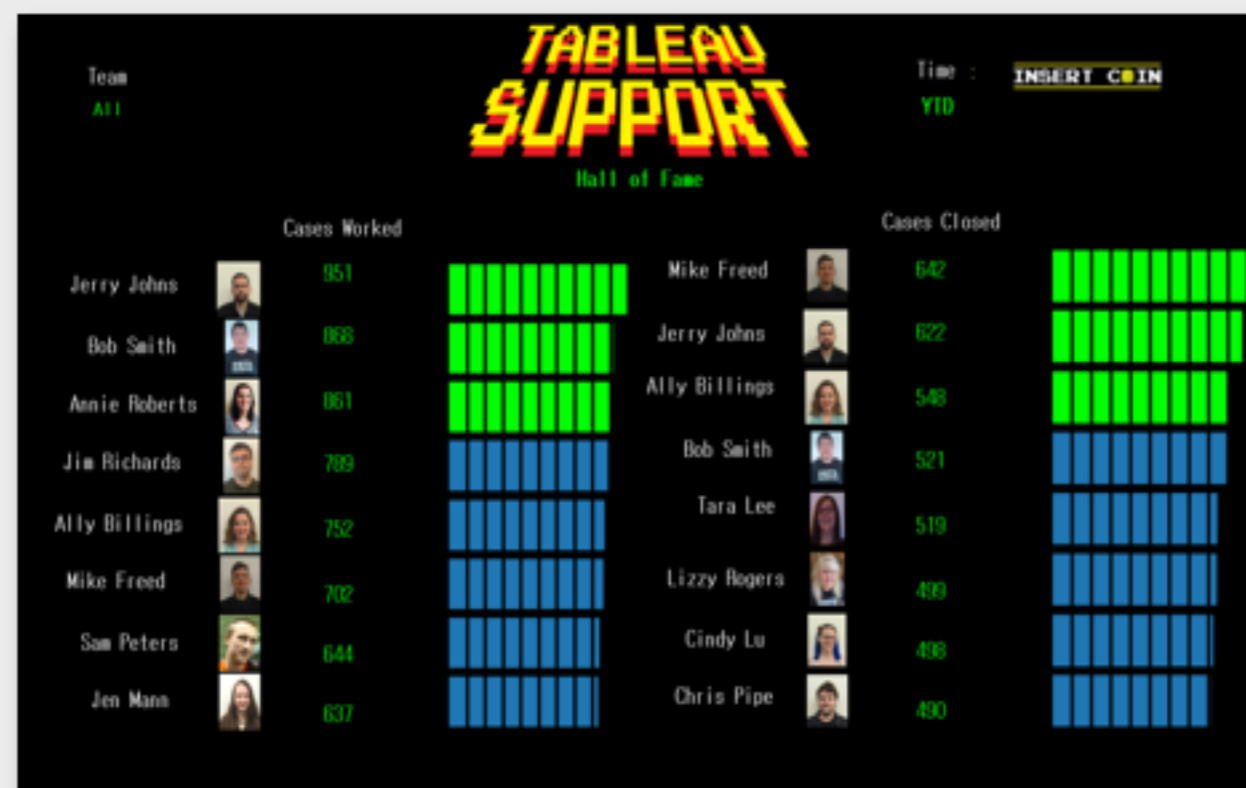 TABLEAU
SUPPORT
Hall of Fame
Team
All
Time :
YTD
INSERT COIN
Cases Worked
Jerry Johns 951
Bob Smith 868
Annie Roberts 861
Jim Richards 789
Ally Billings 752
Mike Freed 702
Sam Peters 644
Jen Mann 637
Cases Closed
Mike Freed 642
Jerry Johns 622
Ally Billings 548
Bob Smith 521
Tara Lee 519
Lizzy Rogers 499
Cindy Lu 498
Chris Pipe 490